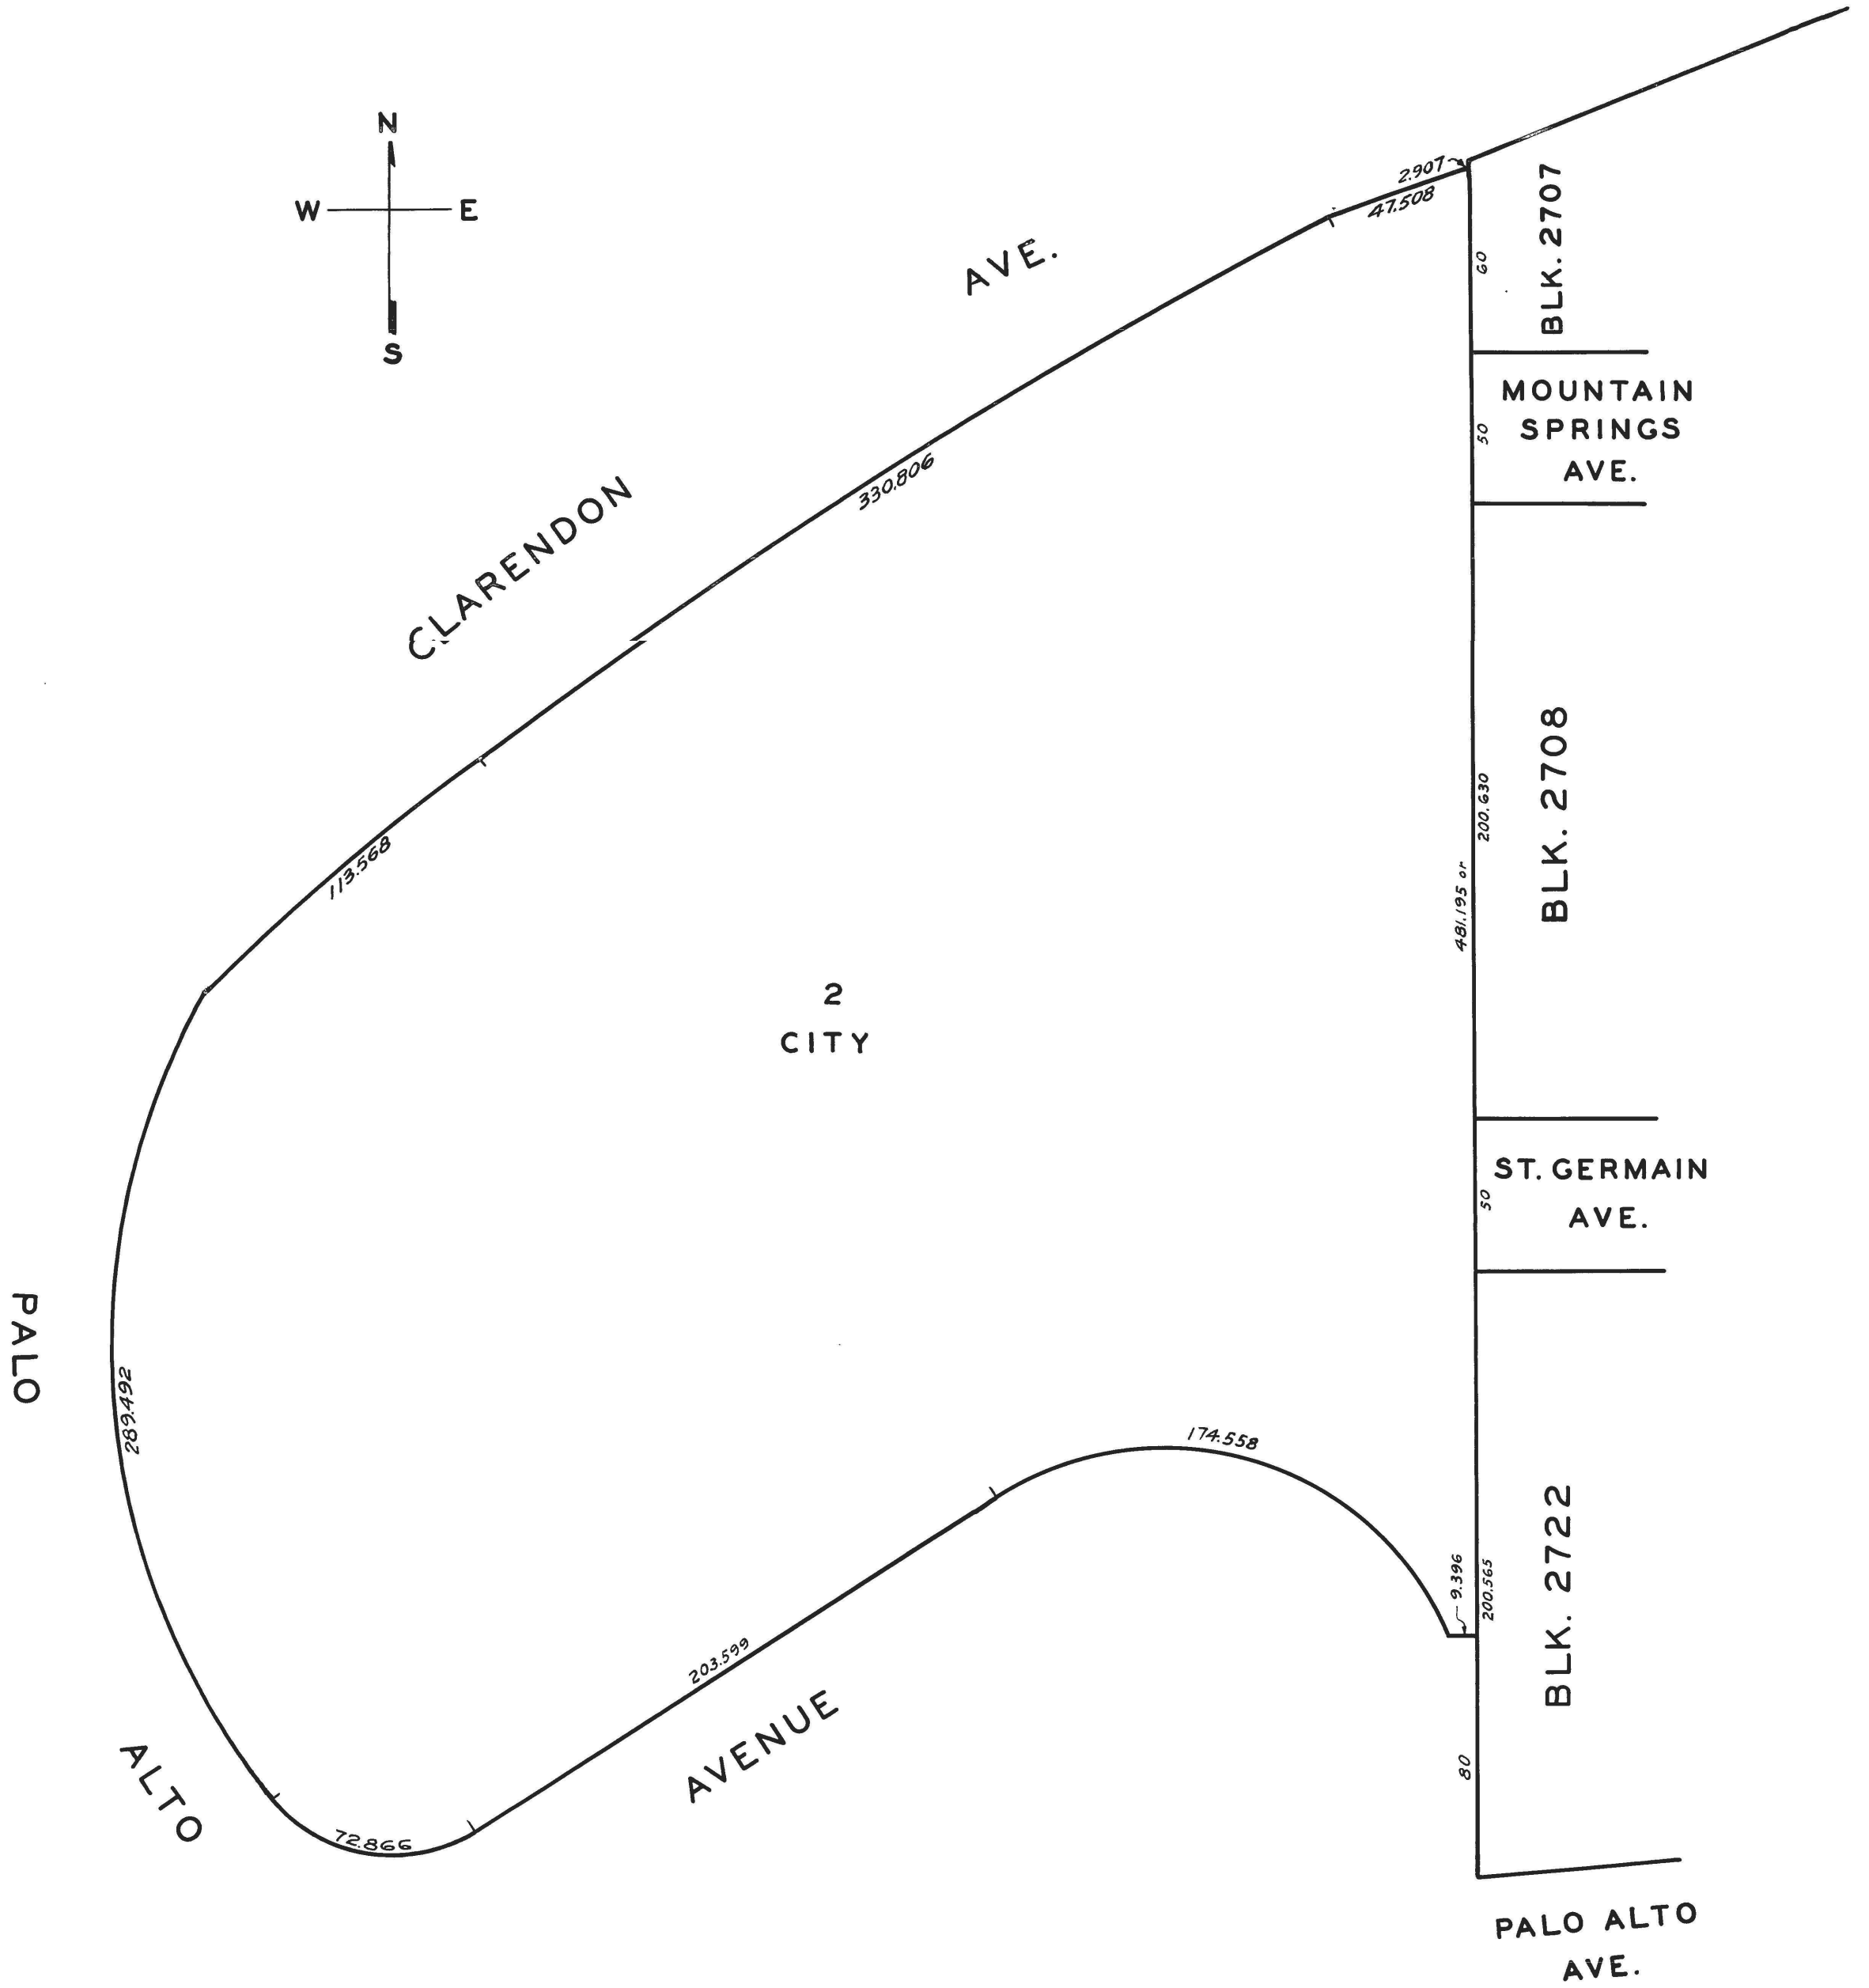 N
W E
S
CLARENDON AVE.
2.907
47.508
330.806
113.568
BLK. 2707
60
MOUNTAIN
SPRINGS
AVE.
50
BLK. 2708
200.630
481.195 or
2
CITY
ST. GERMAIN
AVE.
50
PALO ALTO AVENUE
289.492
72.866
203.599
174.558
9.396
200.565
BLK. 2722
80
PALO ALTO
AVE.